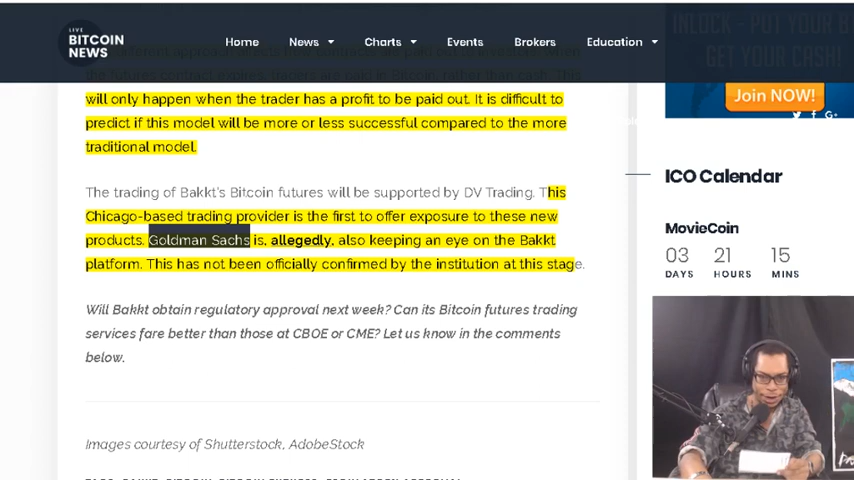 LIVE
BITCOIN
NEWS
Home News Charts Events Brokers Education
will only happen when the trader has a profit to be paid out. It is difficult to
predict if this model will be more or less successful compared to the more
traditional model.
The trading of Bakkt's Bitcoin futures will be supported by DV Trading. This
Chicago-based trading provider is the first to offer exposure to these new
products. Goldman Sachs is, allegedly, also keeping an eye on the Bakkt
platform. This has not been officially confirmed by the institution at this stage.
Will Bakkt obtain regulatory approval next week? Can its Bitcoin futures trading
services fare better than those at CBOE or CME? Let us know in the comments
below.
Images courtesy of Shutterstock, AdobeStock
GET YOUR CASH!
Join NOW!
ICO Calendar
MovieCoin
03 21 15
DAYS HOURS MINS